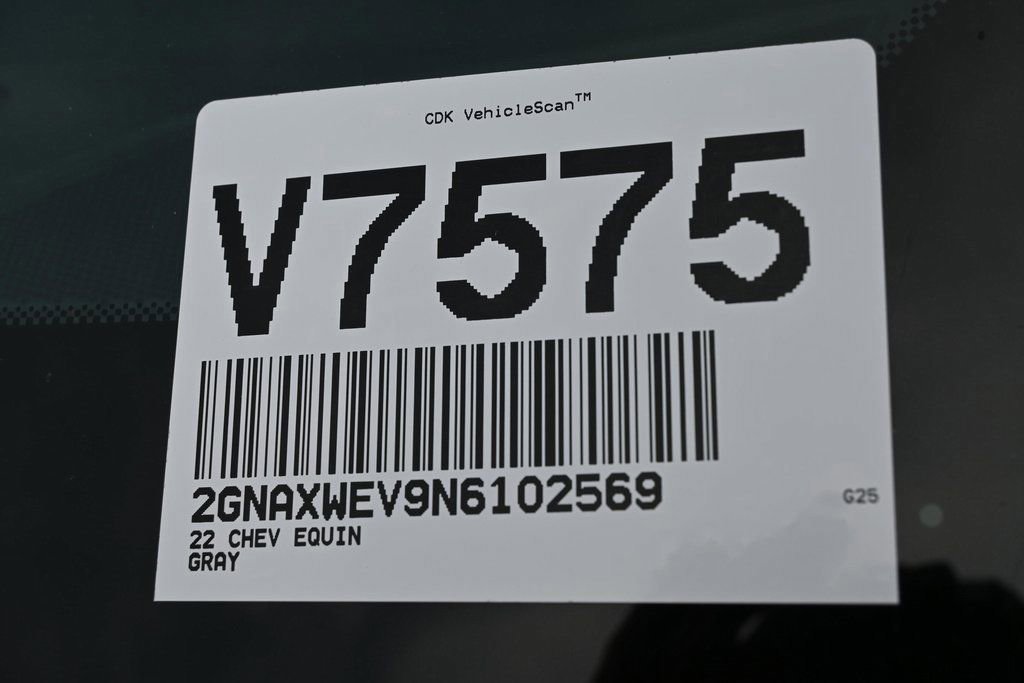 CDK VehicleScan™
V7575
2GNAXWEV9N6102569
G25
22 CHEV EQUIN
GRAY